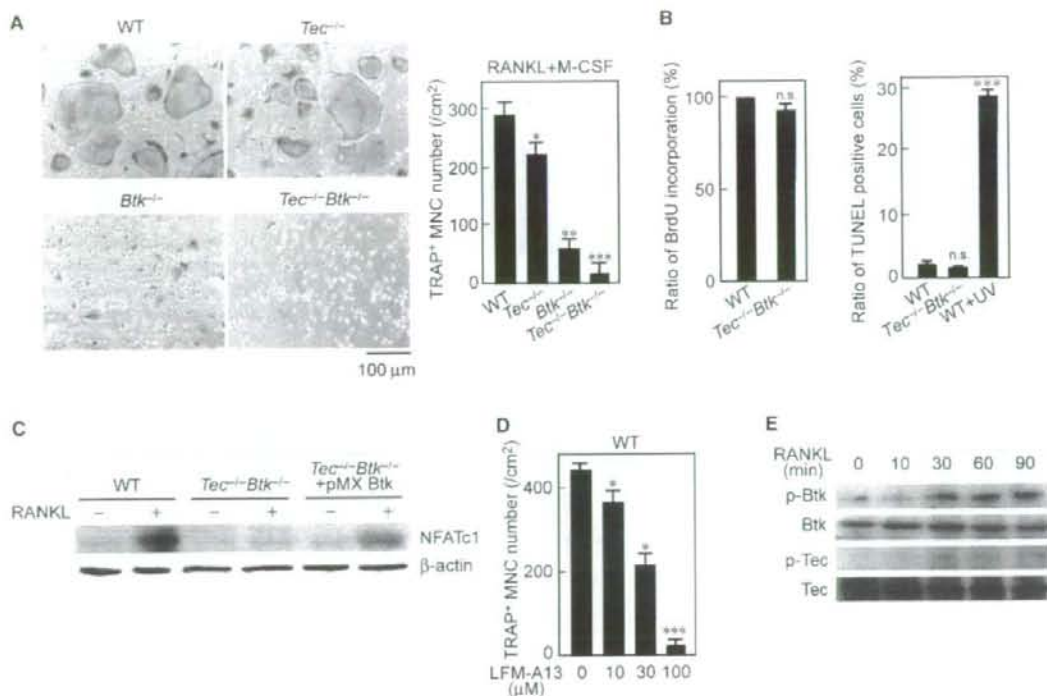 A
WT
Tec–/–
Btk–/–
Tec–/–Btk–/–
100 μm
RANKL+M-CSF
TRAP+ MNC number (/cm2)
300
200
100
0
*
**
***
WT
Tec–/–
Btk–/–
Tec–/–Btk–/–
B
Ratio of BrdU incorporation (%)
100
50
0
n.s.
WT
Tec–/–Btk–/–
Ratio of TUNEL positive cells (%)
30
20
10
0
n.s
***
WT
Tec–/–Btk–/–
WT+UV
C
WT
Tec–/–Btk–/–
Tec–/–Btk–/–
+pMX Btk
RANKL – + – + – +
NFATc1
β-actin
D
WT
TRAP+ MNC number (/cm2)
400
200
0
*
*
***
LFM-A13 0 10 30 100
(μM)
E
RANKL
(min) 0 10 30 60 90
p-Btk
Btk
p-Tec
Tec